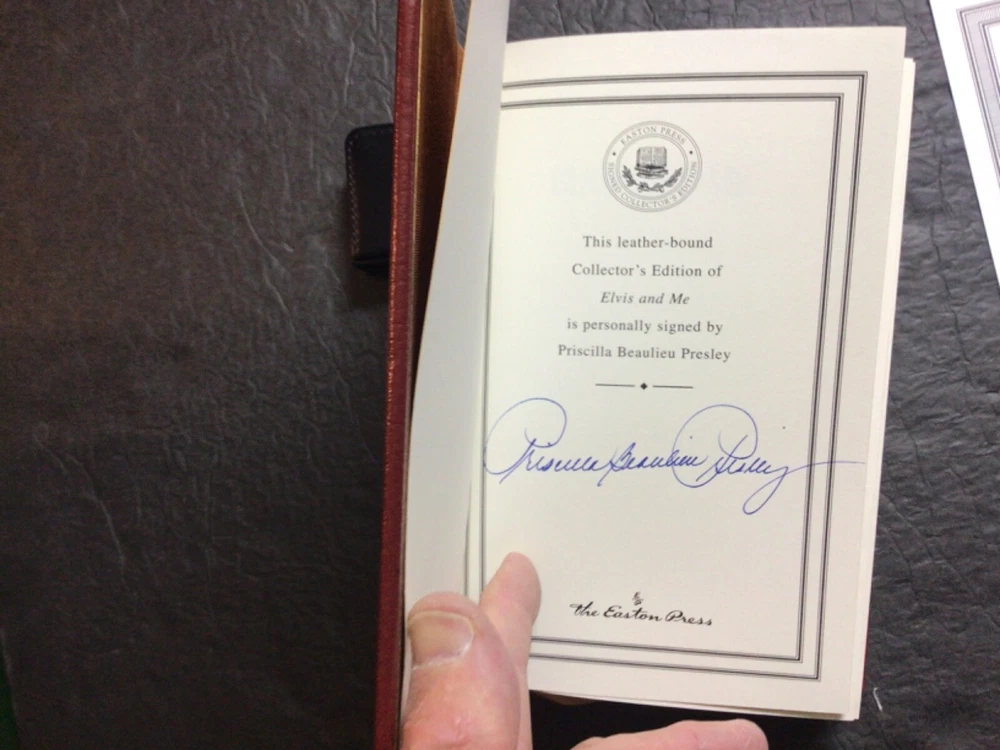 EASTON PRESS
SIGNED COLLECTOR'S EDITION
This leather-bound
Collector's Edition of
Elvis and Me
is personally signed by
Priscilla Beaulieu Presley
Priscilla Beaulieu Presley
the Easton Press